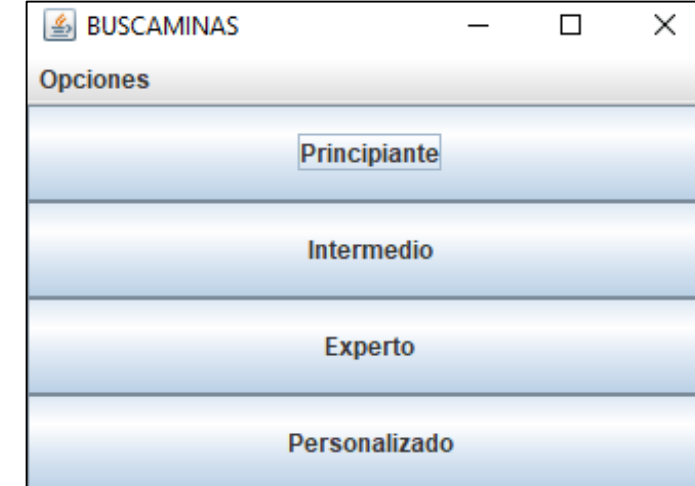 BUSCAMINAS
Opciones
Principiante
Intermedio
Experto
Personalizado